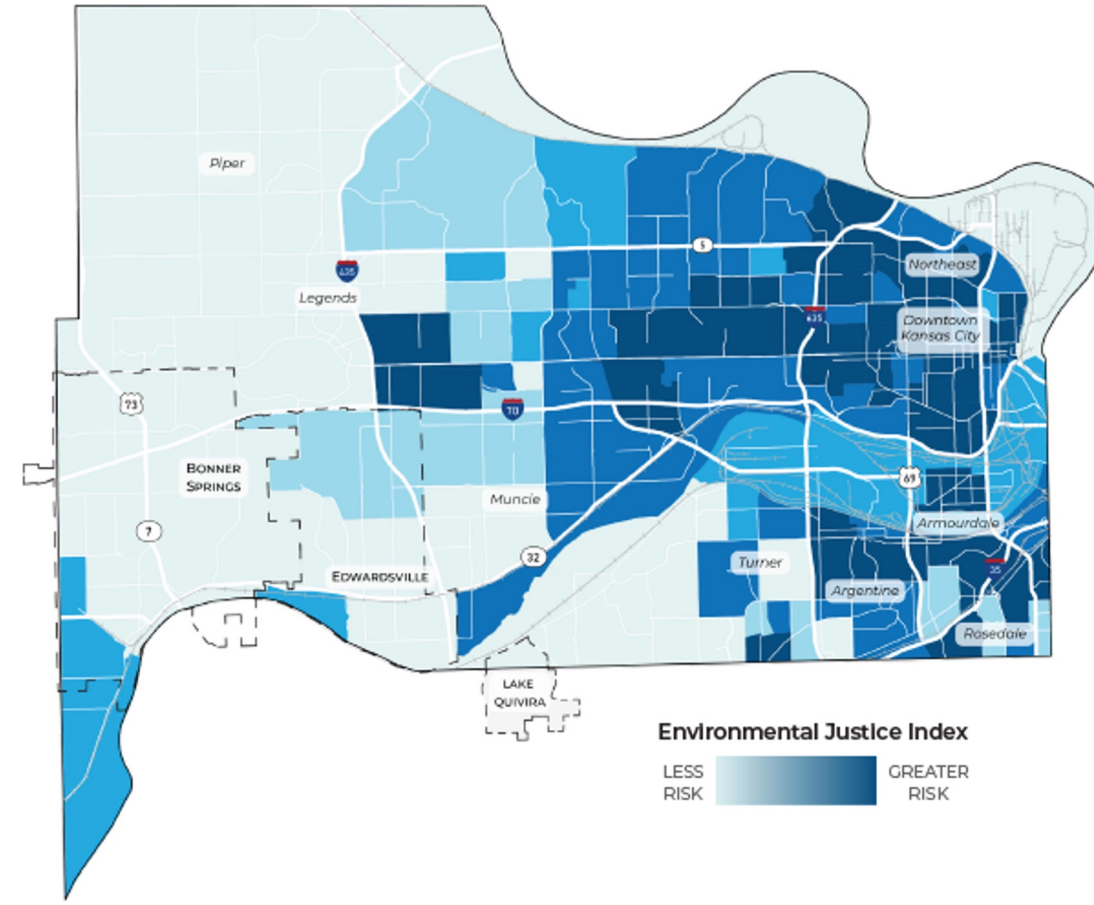 Piper
5
Northeast
435
Legends
635
Downtown
Kansas City
73
70
BONNER
SPRINGS
Muncie
69
7
Armourdale
32
EDWARDSVILLE
Turner
35
Argentine
Rosedale
LAKE
QUIVIRA
Environmental Justice Index
LESS
RISK
GREATER
RISK